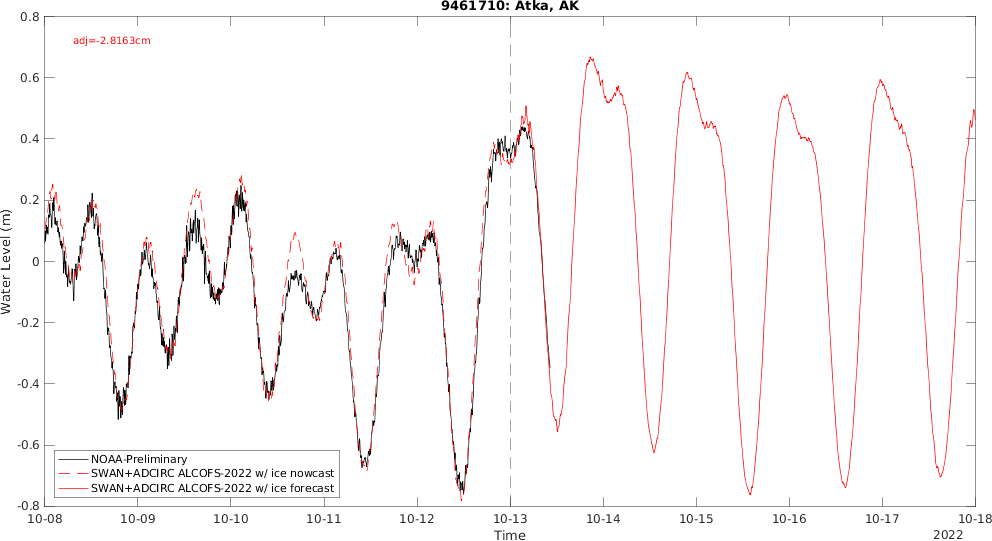 9461710: Atka, AK
adj=-2.8163cm
0.8
0.6
0.4
0.2
0
-0.2
-0.4
-0.6
-0.8
Water Level (m)
NOAA-Preliminary
SWAN+ADCIRC ALCOFS-2022 w/ ice nowcast
SWAN+ADCIRC ALCOFS-2022 w/ ice forecast
10-08 10-09 10-10 10-11 10-12 10-13 10-14 10-15 10-16 10-17 10-18
Time
2022